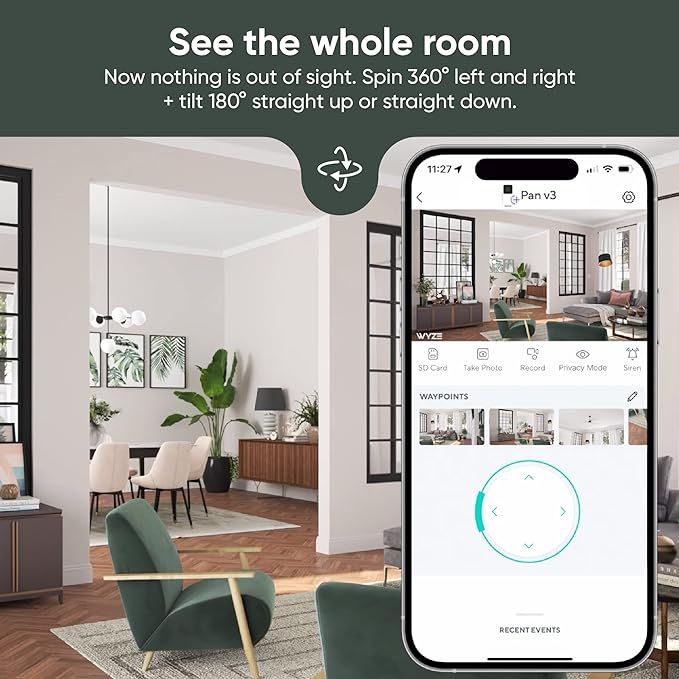 See the whole room
Now nothing is out of sight. Spin 360° left and right
+ tilt 180° straight up or straight down.
11:27
Pan v3
WYZE
SD Card Take Photo Record Privacy Mode Siren
WAYPOINTS
RECENT EVENTS